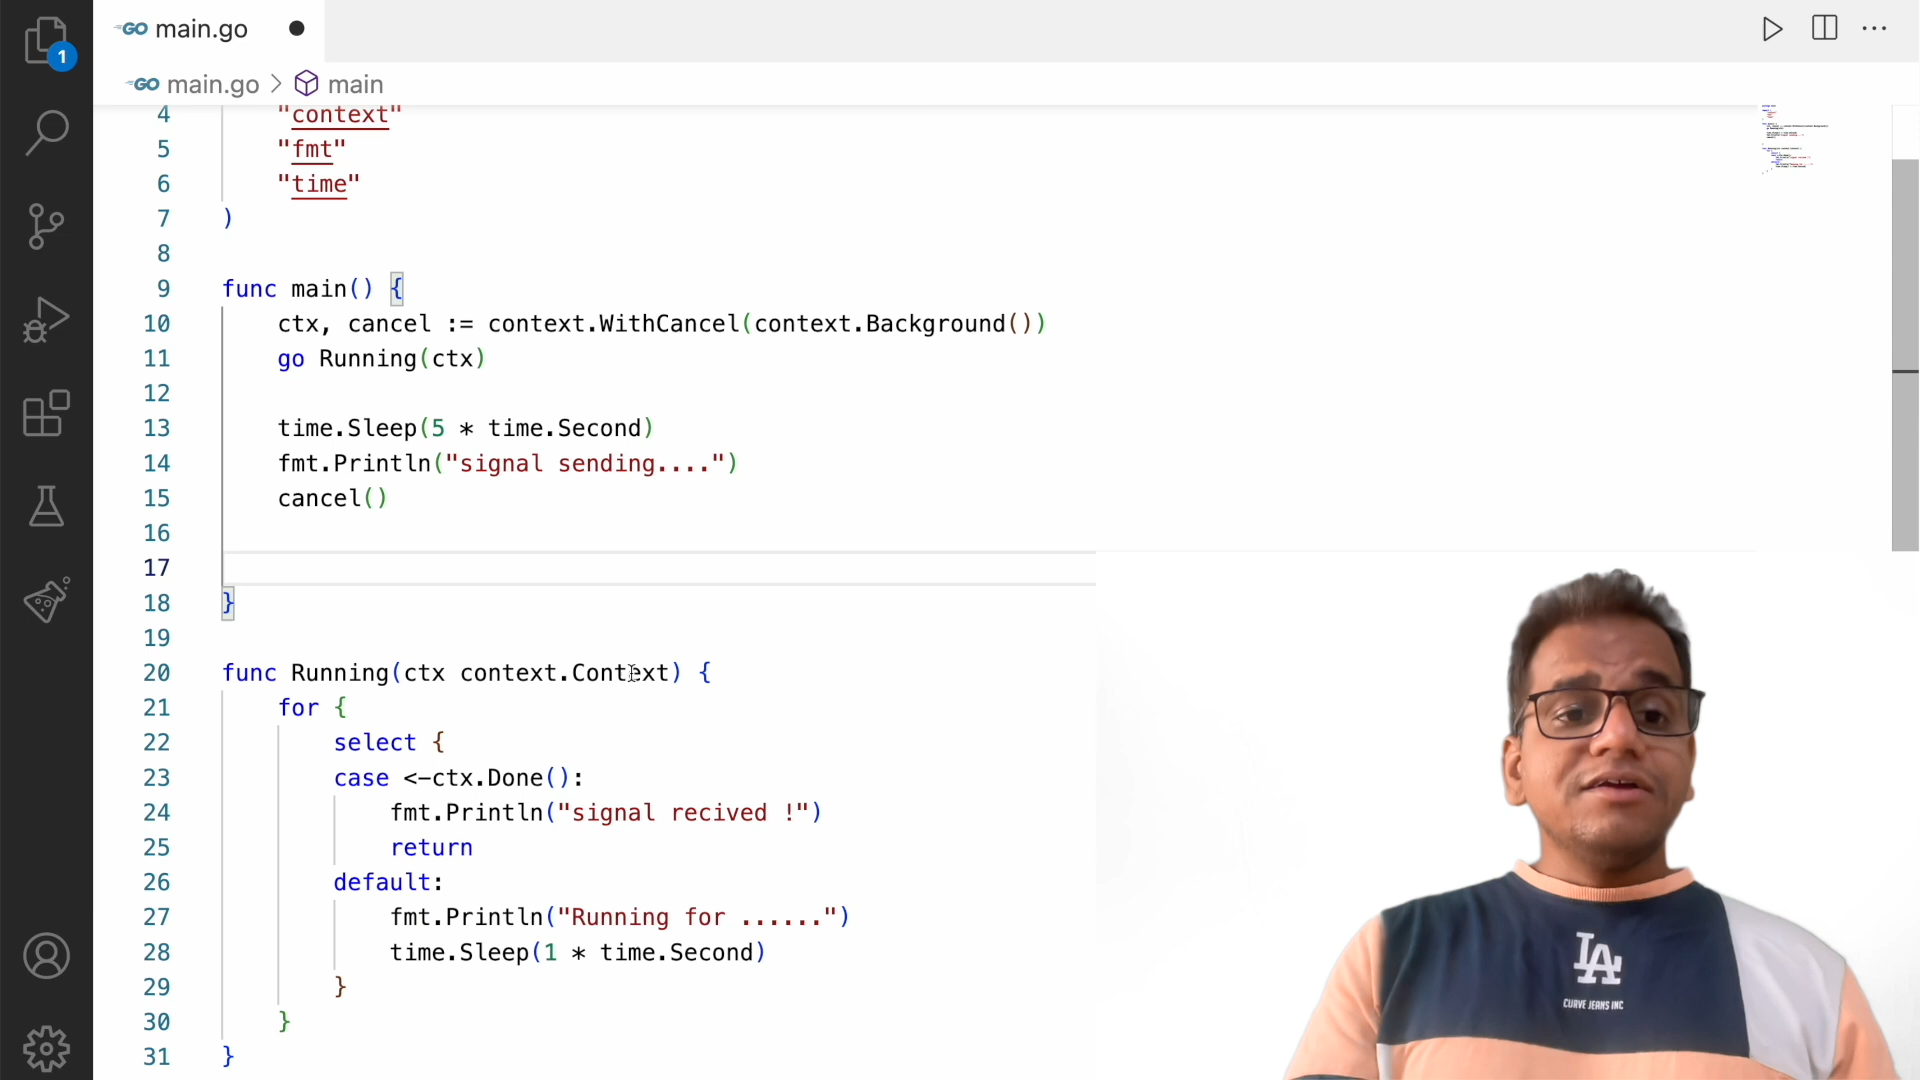 GO main.go
1
GO main.go > main
4 "context"
5 "fmt"
6 "time"
7 )
8
9 func main() {
10 ctx, cancel := context.WithCancel(context.Background())
11 go Running(ctx)
12
13 time.Sleep(5 * time.Second)
14 fmt.Println("signal sending....")
15 cancel()
16
17
18 }
19
20 func Running(ctx context.Context) {
21 for {
22 select {
23 case <-ctx.Done():
24 fmt.Println("signal recived !")
25 return
26 default:
27 fmt.Println("Running for ......")
28 time.Sleep(1 * time.Second)
29 }
30 }
31 }
LA
CURVE JEANS INC